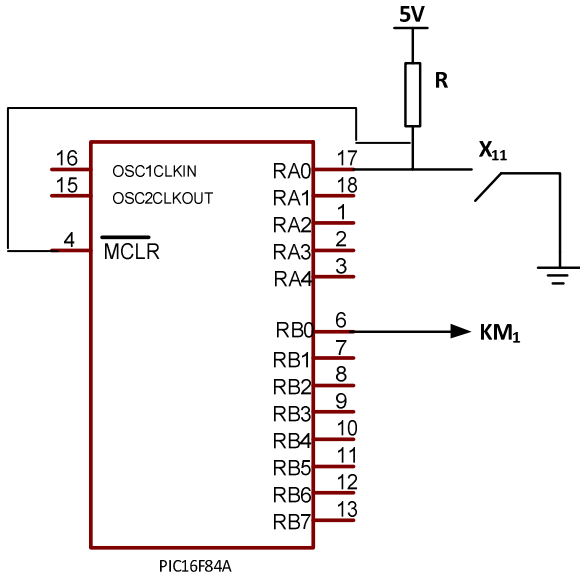 5V
R
X11
16 OSC1CLKIN RA0 17
15 OSC2CLKOUT RA1 18
RA2 1
4 MCLR RA3 2
RA4 3
RB0 6 KM1
RB1 7
RB2 8
RB3 9
RB4 10
RB5 11
RB6 12
RB7 13
PIC16F84A